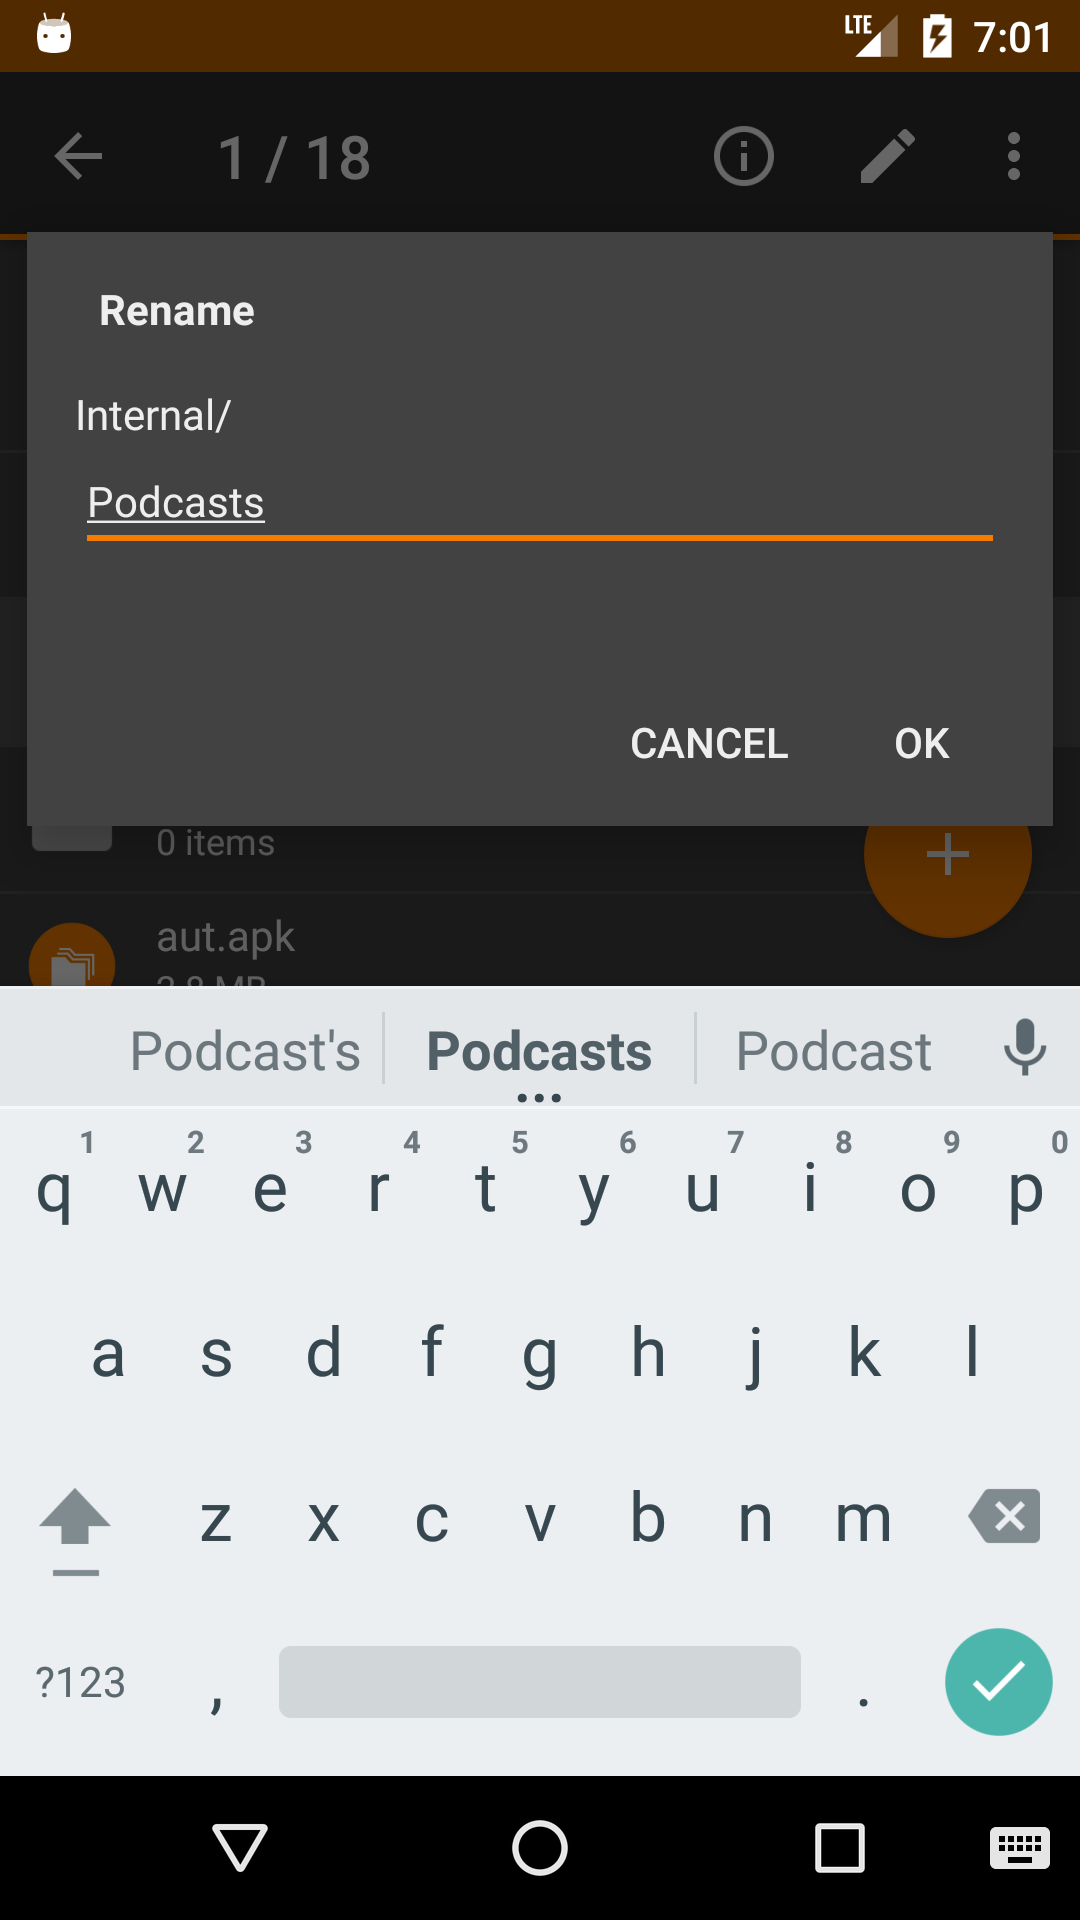 LTE 7:01
1 / 18
Rename
Internal/
Podcasts
CANCEL OK
0 items
aut.apk
Podcast's Podcasts Podcast
1 2 3 4 5 6 7 8 9 0
q w e r t y u i o p
a s d f g h j k l
z x c v b n m
?123 , .